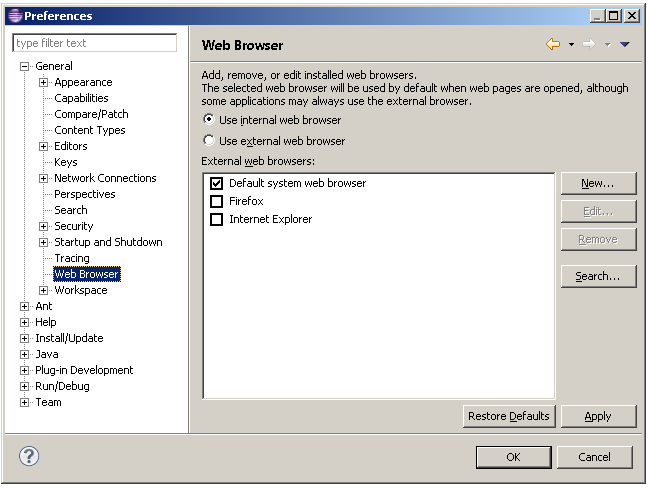 Preferences
type filter text
General
Appearance
Capabilities
Compare/Patch
Content Types
Editors
Keys
Network Connections
Perspectives
Search
Security
Startup and Shutdown
Tracing
Web Browser
Workspace
Ant
Help
Install/Update
Java
Plug-in Development
Run/Debug
Team
Web Browser
Add, remove, or edit installed web browsers.
The selected web browser will be used by default when web pages are opened, although
some applications may always use the external browser.
Use internal web browser
Use external web browser
External web browsers:
Default system web browser
Firefox
Internet Explorer
New...
Edit...
Remove
Search...
Restore Defaults
Apply
?
OK
Cancel